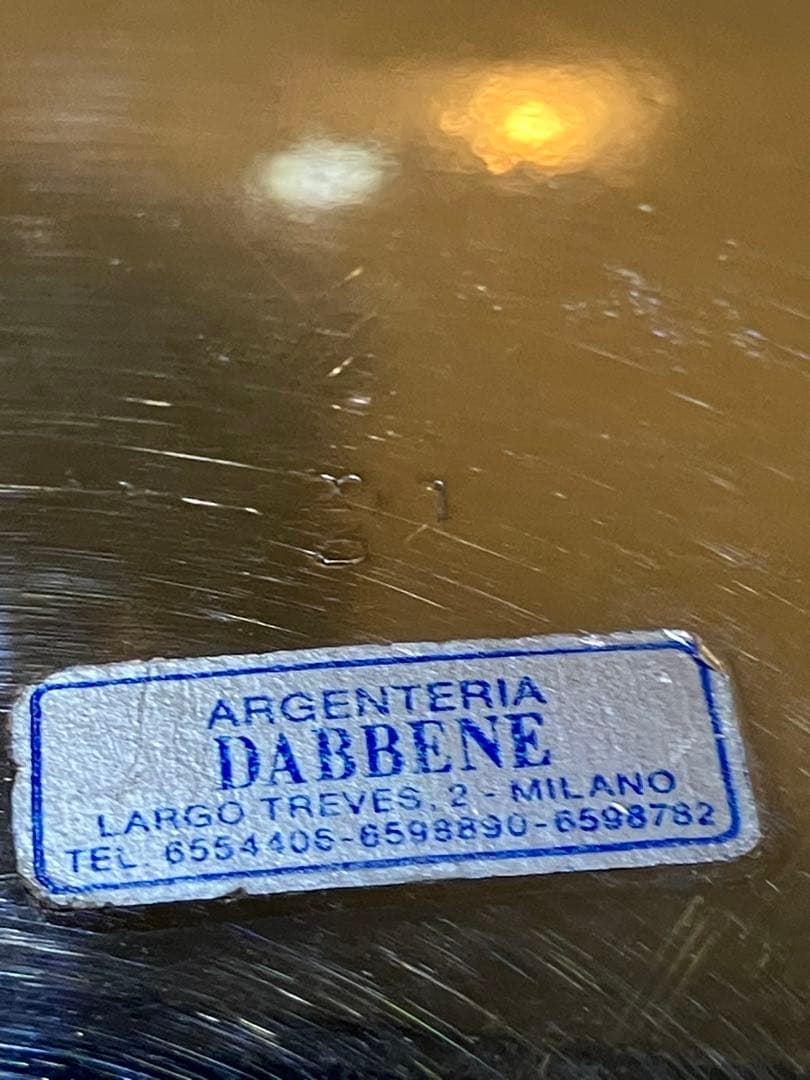 ARGENTERIA
DABBENE
LARGO TREVES, 2 - MILANO
TEL. 6554406-6598890-6598782